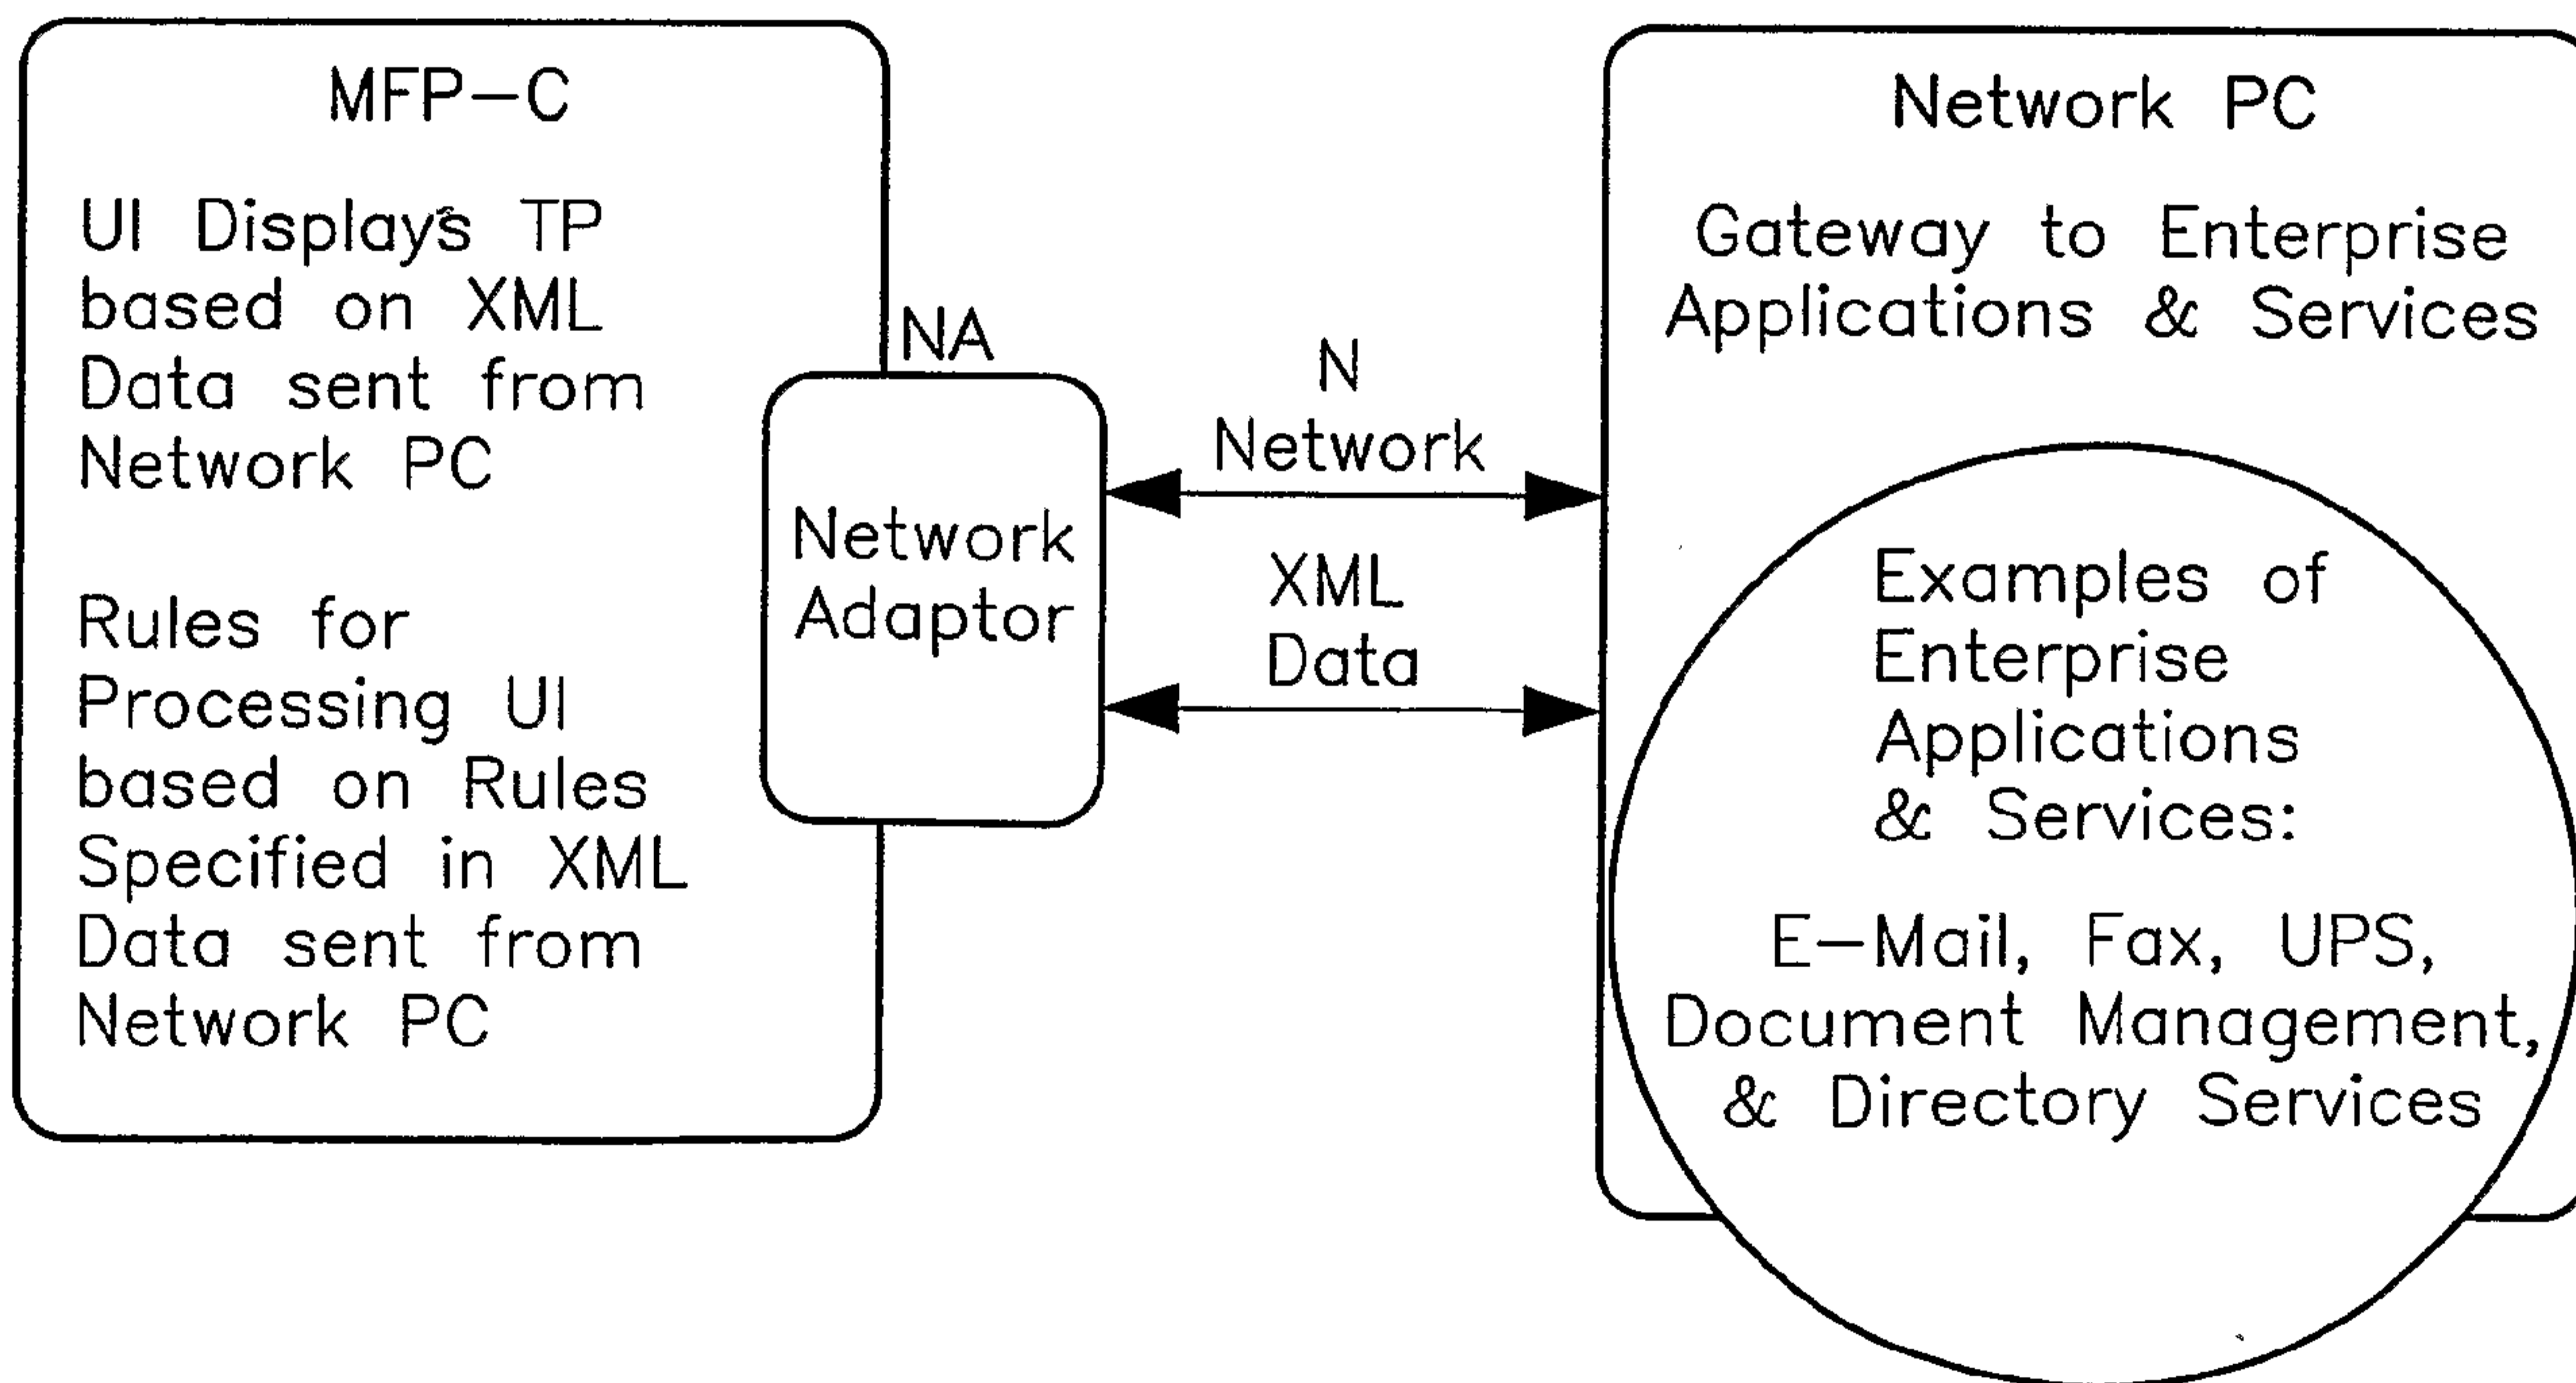 MFP-C
UI Displays TP
based on XML
Data sent from
Network PC
Rules for
Processing UI
based on Rules
Specified in XML
Data sent from
Network PC
NA
Network
Adaptor
N
Network
XML
Data
Network PC
Gateway to Enterprise
Applications & Services
Examples of
Enterprise
Applications
& Services:
E-Mail, Fax, UPS,
Document Management,
& Directory Services